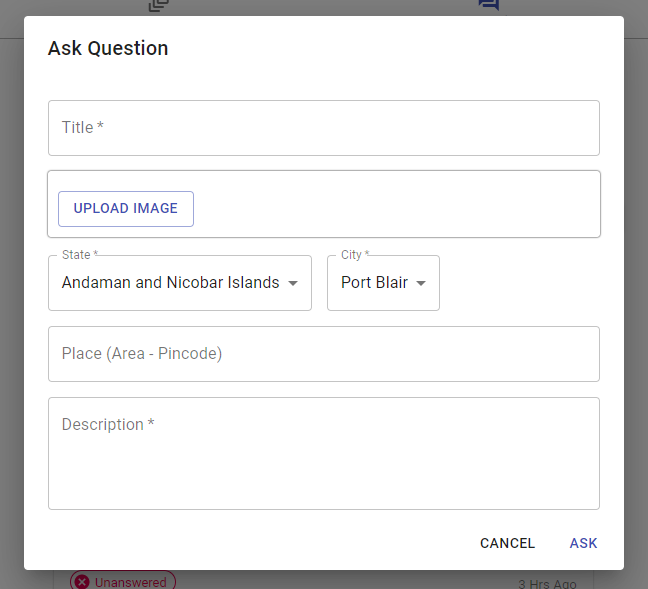 Ask Question
Title *
UPLOAD IMAGE
State *
City *
Andaman and Nicobar Islands
Port Blair
Place (Area - Pincode)
Description *
CANCEL
ASK
Unanswered
3 Hrs Ago